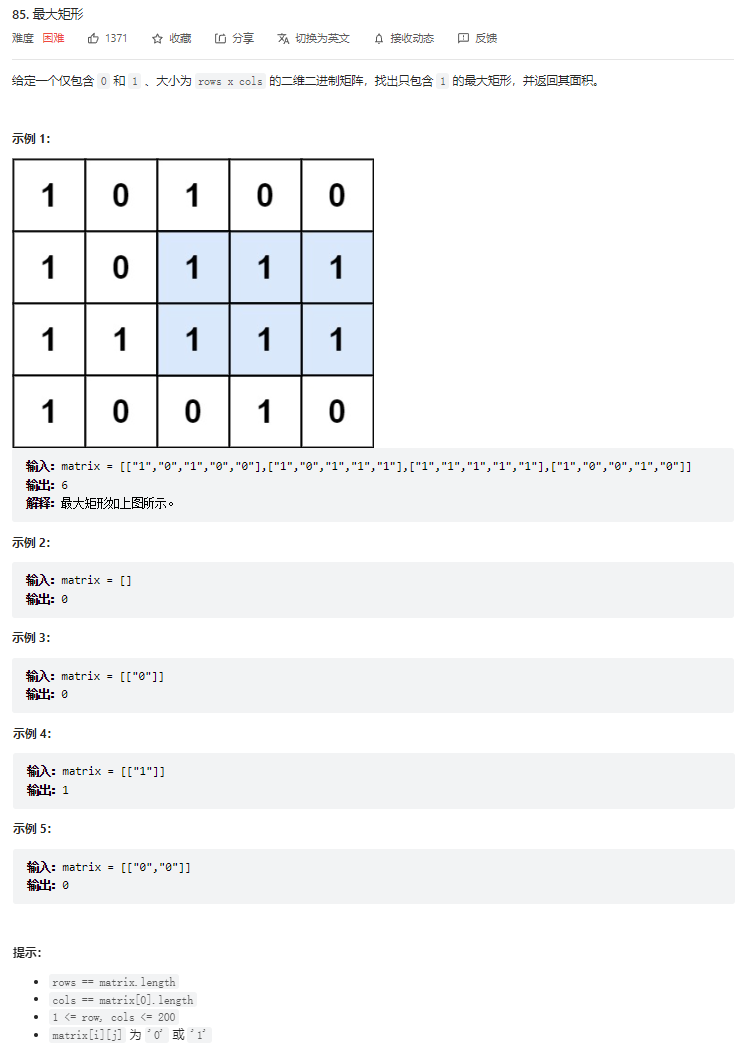 85. 最大矩形
难度 困难 1371 收藏 分享 切换为英文 接收动态 反馈
给定一个仅包含 0 和 1 、大小为 rows x cols 的二维二进制矩阵，找出只包含 1 的最大矩形，并返回其面积。
示例 1：
1 0 1 0 0
1 0 1 1 1
1 1 1 1 1
1 0 0 1 0
输入：matrix = [["1","0","1","0","0"],["1","0","1","1","1"],["1","1","1","1","1"],["1","0","0","1","0"]]
输出：6
解释：最大矩形如上图所示。
示例 2：
输入：matrix = []
输出：0
示例 3：
输入：matrix = [["0"]]
输出：0
示例 4：
输入：matrix = [["1"]]
输出：1
示例 5：
输入：matrix = [["0","0"]]
输出：0
提示：
rows == matrix.length
cols == matrix[0].length
1 <= row, cols <= 200
matrix[i][j] 为 '0' 或 '1'